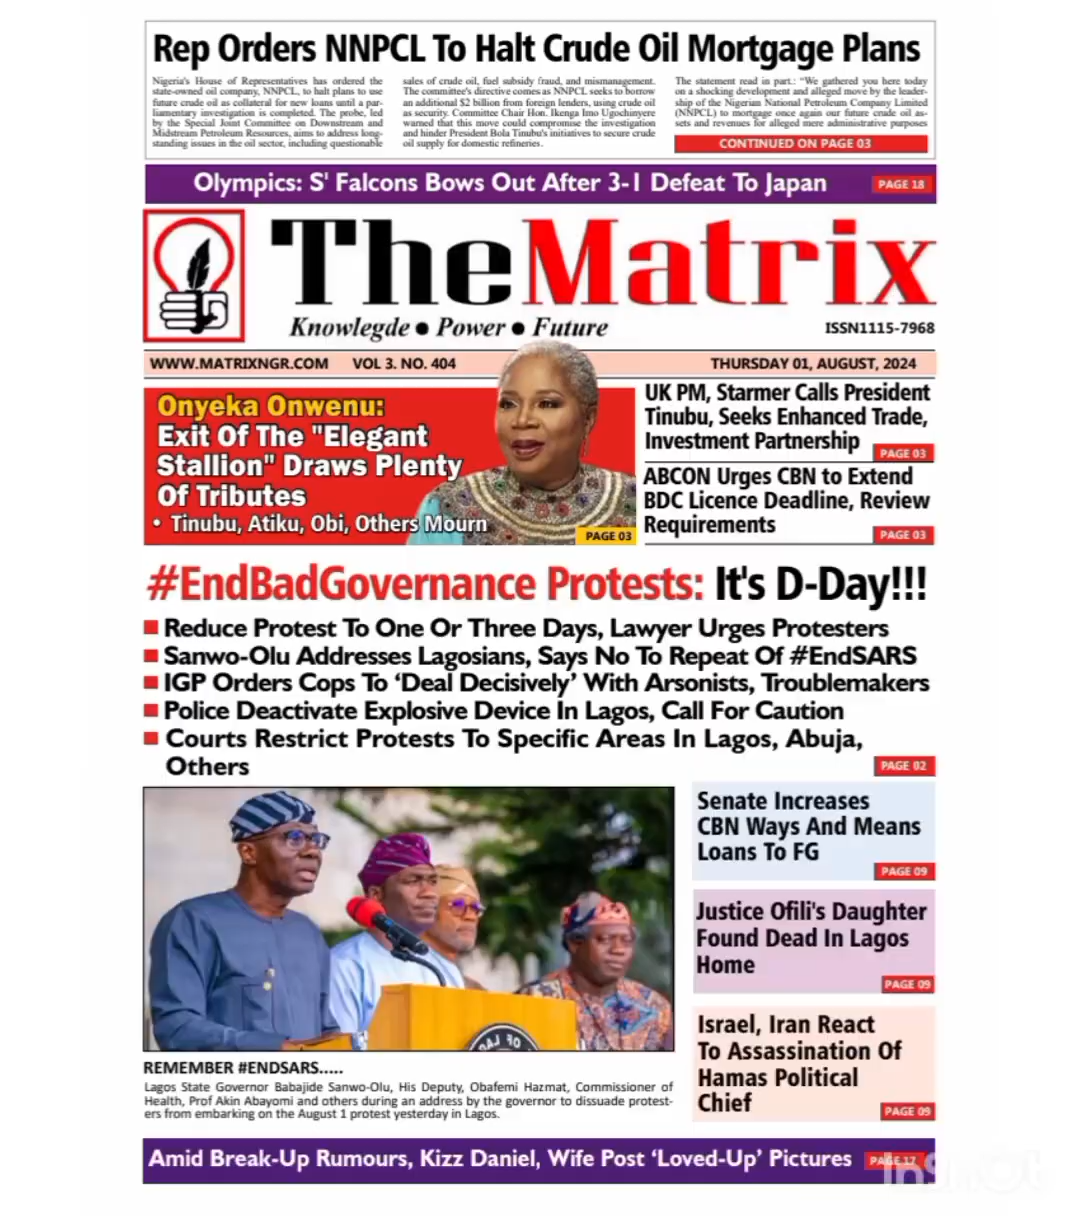 Rep Orders NNPCL To Halt Crude Oil Mortgage Plans
Nigeria's House of Representatives has ordered the
state-owned oil company, NNPCL, to halt plans to use
future crude oil as collateral for new loans until a par-
liamentary investigation is completed. The probe, led
by the Special Joint Committee on Downstream and
Midstream Petroleum Resources, aims to address long-
standing issues in the oil sector, including questionable
sales of crude oil, fuel subsidy fraud, and mismanagement.
The committee's directive comes as NNPCL seeks to borrow
an additional $2 billion from foreign lenders, using crude oil
as security. Committee Chair Hon. Ikenga Imo Ugochinyere
warned that this move could compromise the investigation
and hinder President Bola Tinubu's initiatives to secure crude
oil supply for domestic refineries.
The statement read in part.: "We gathered you here today
on a shocking development and alleged move by the leader-
ship of the Nigerian National Petroleum Company Limited
(NNPCL) to mortgage once again our future crude oil as-
sets and revenues for alleged mere administrative purposes
CONTINUED ON PAGE 03
Olympics: S' Falcons Bows Out After 3-1 Defeat To Japan
PAGE 18
TheMatrix
Knowlegde ● Power ● Future
ISSN1115-7968
WWW.MATRIXNGR.COM VOL 3. NO. 404 THURSDAY 01, AUGUST, 2024
Onyeka Onwenu:
Exit Of The "Elegant
Stallion" Draws Plenty
Of Tributes
• Tinubu, Atiku, Obi, Others Mourn
PAGE 03
UK PM, Starmer Calls President
Tinubu, Seeks Enhanced Trade,
Investment Partnership
PAGE 03
ABCON Urges CBN to Extend
BDC Licence Deadline, Review
Requirements
PAGE 03
#EndBadGovernance Protests: It's D-Day!!!
Reduce Protest To One Or Three Days, Lawyer Urges Protesters
Sanwo-Olu Addresses Lagosians, Says No To Repeat Of #EndSARS
IGP Orders Cops To ‘Deal Decisively’ With Arsonists, Troublemakers
Police Deactivate Explosive Device In Lagos, Call For Caution
Courts Restrict Protests To Specific Areas In Lagos, Abuja,
Others
PAGE 02
REMEMBER #ENDSARS.....
Lagos State Governor Babajide Sanwo-Olu, His Deputy, Obafemi Hazmat, Commissioner of
Health, Prof Akin Abayomi and others during an address by the governor to dissuade protest-
ers from embarking on the August 1 protest yesterday in Lagos.
Senate Increases
CBN Ways And Means
Loans To FG
PAGE 09
Justice Ofili's Daughter
Found Dead In Lagos
Home
PAGE 09
Israel, Iran React
To Assassination Of
Hamas Political
Chief
PAGE 09
Amid Break-Up Rumours, Kizz Daniel, Wife Post ‘Loved-Up’ Pictures
PAGE 17
InShot